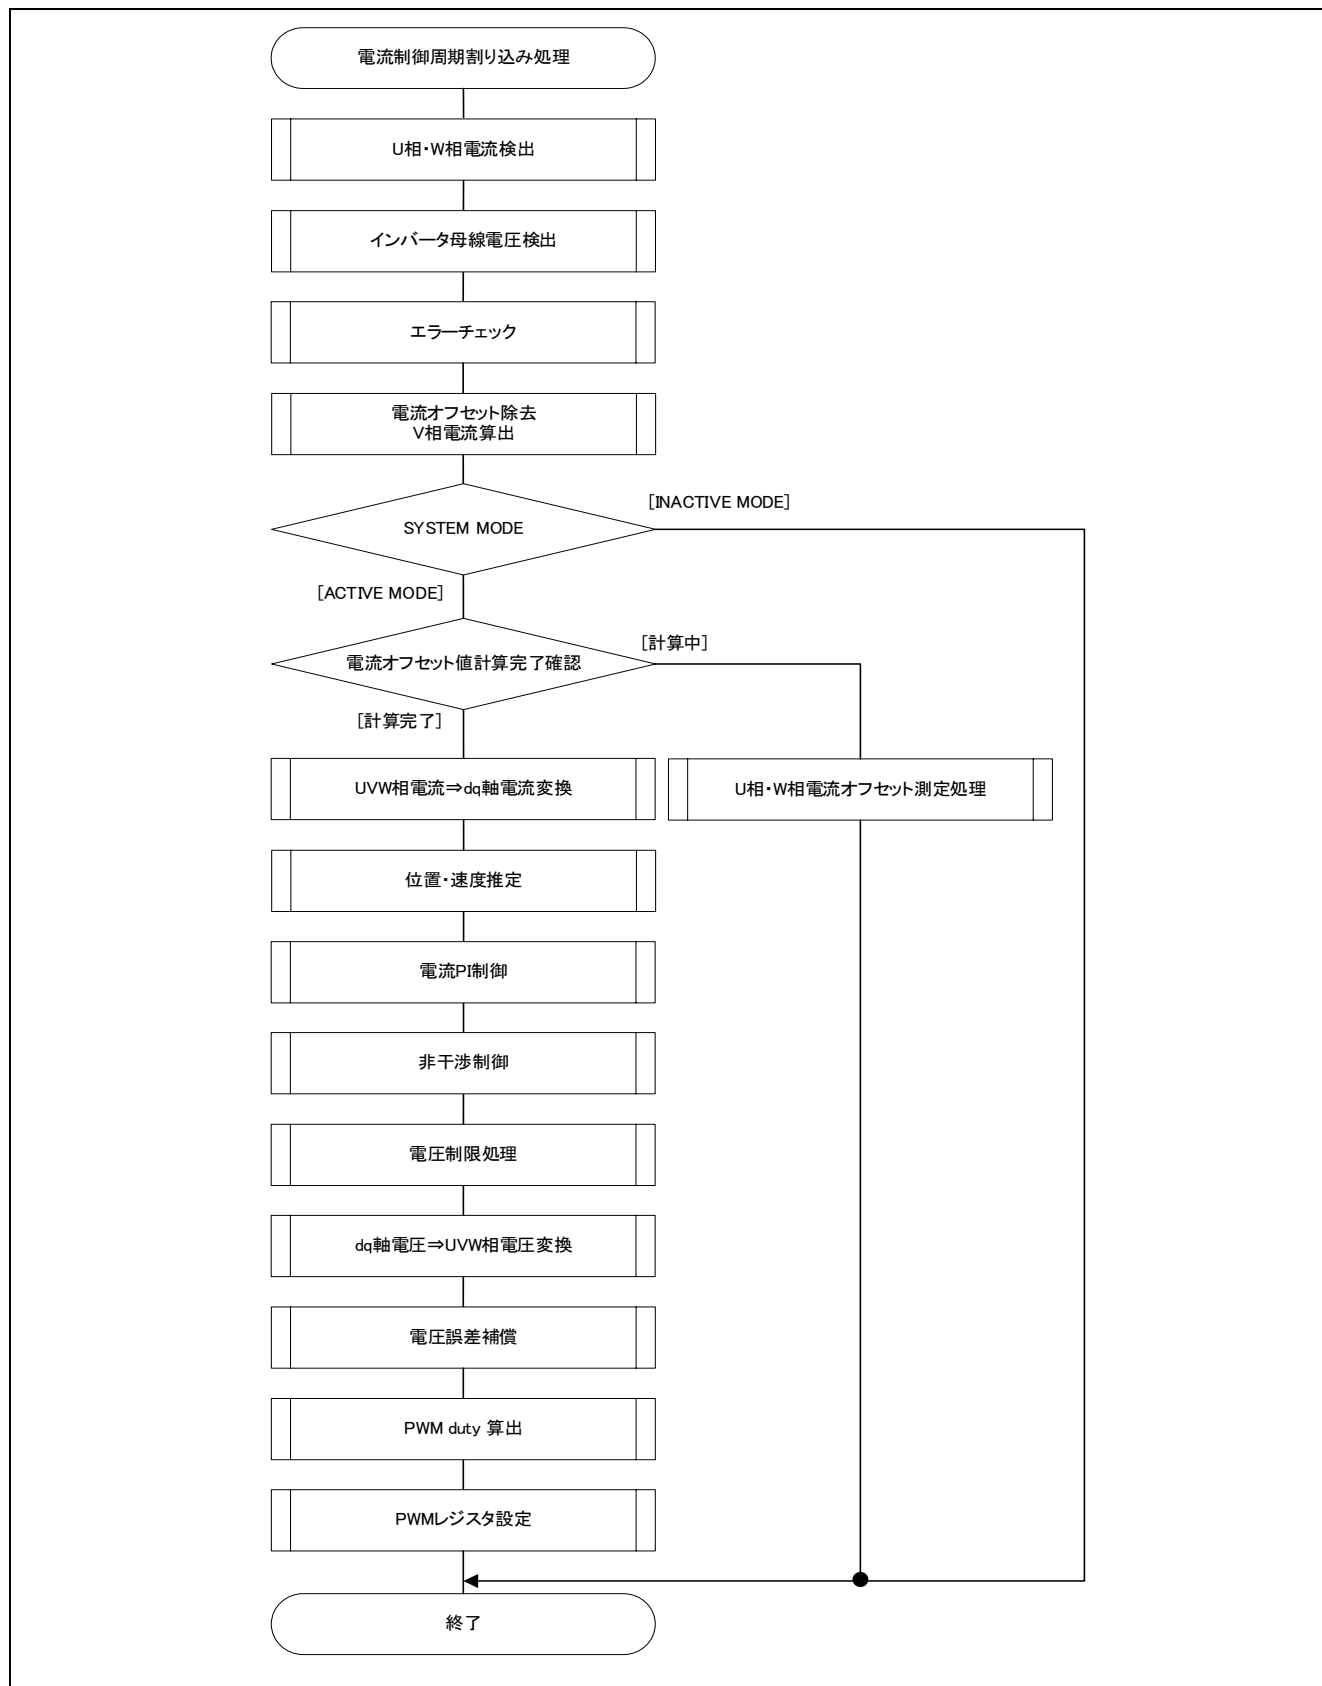 電流制御周期割り込み処理
U相・W相電流検出
インバータ母線電圧検出
エラーチェック
電流オフセット除去
V相電流算出
SYSTEM MODE
[INACTIVE MODE]
[ACTIVE MODE]
電流オフセット値計算完了確認
[計算中]
[計算完了]
UVW相電流⇒dq軸電流変換
U相・W相電流オフセット測定処理
位置・速度推定
電流PI制御
非干渉制御
電圧制限処理
dq軸電圧⇒UVW相電圧変換
電圧誤差補償
PWM duty 算出
PWMレジスタ設定
終了